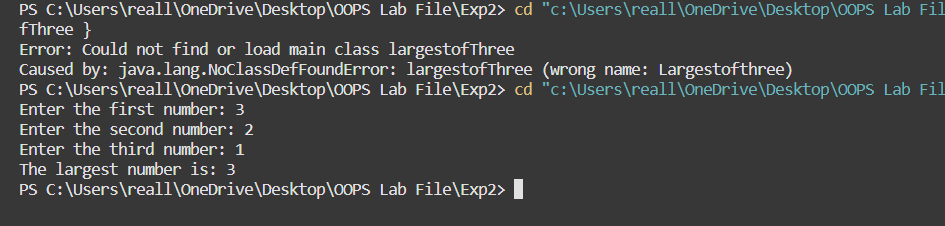 PS C:\Users\reall\OneDrive\Desktop\OOPS Lab File\Exp2> cd "c:\Users\reall\OneDrive\Desktop\OOPS Lab Fil
fThree }
Error: Could not find or load main class largestofThree
Caused by: java.lang.NoClassDefFoundError: largestofThree (wrong name: Largestofthree)
PS C:\Users\reall\OneDrive\Desktop\OOPS Lab File\Exp2> cd "c:\Users\reall\OneDrive\Desktop\OOPS Lab Fil
Enter the first number: 3
Enter the second number: 2
Enter the third number: 1
The largest number is: 3
PS C:\Users\reall\OneDrive\Desktop\OOPS Lab File\Exp2>